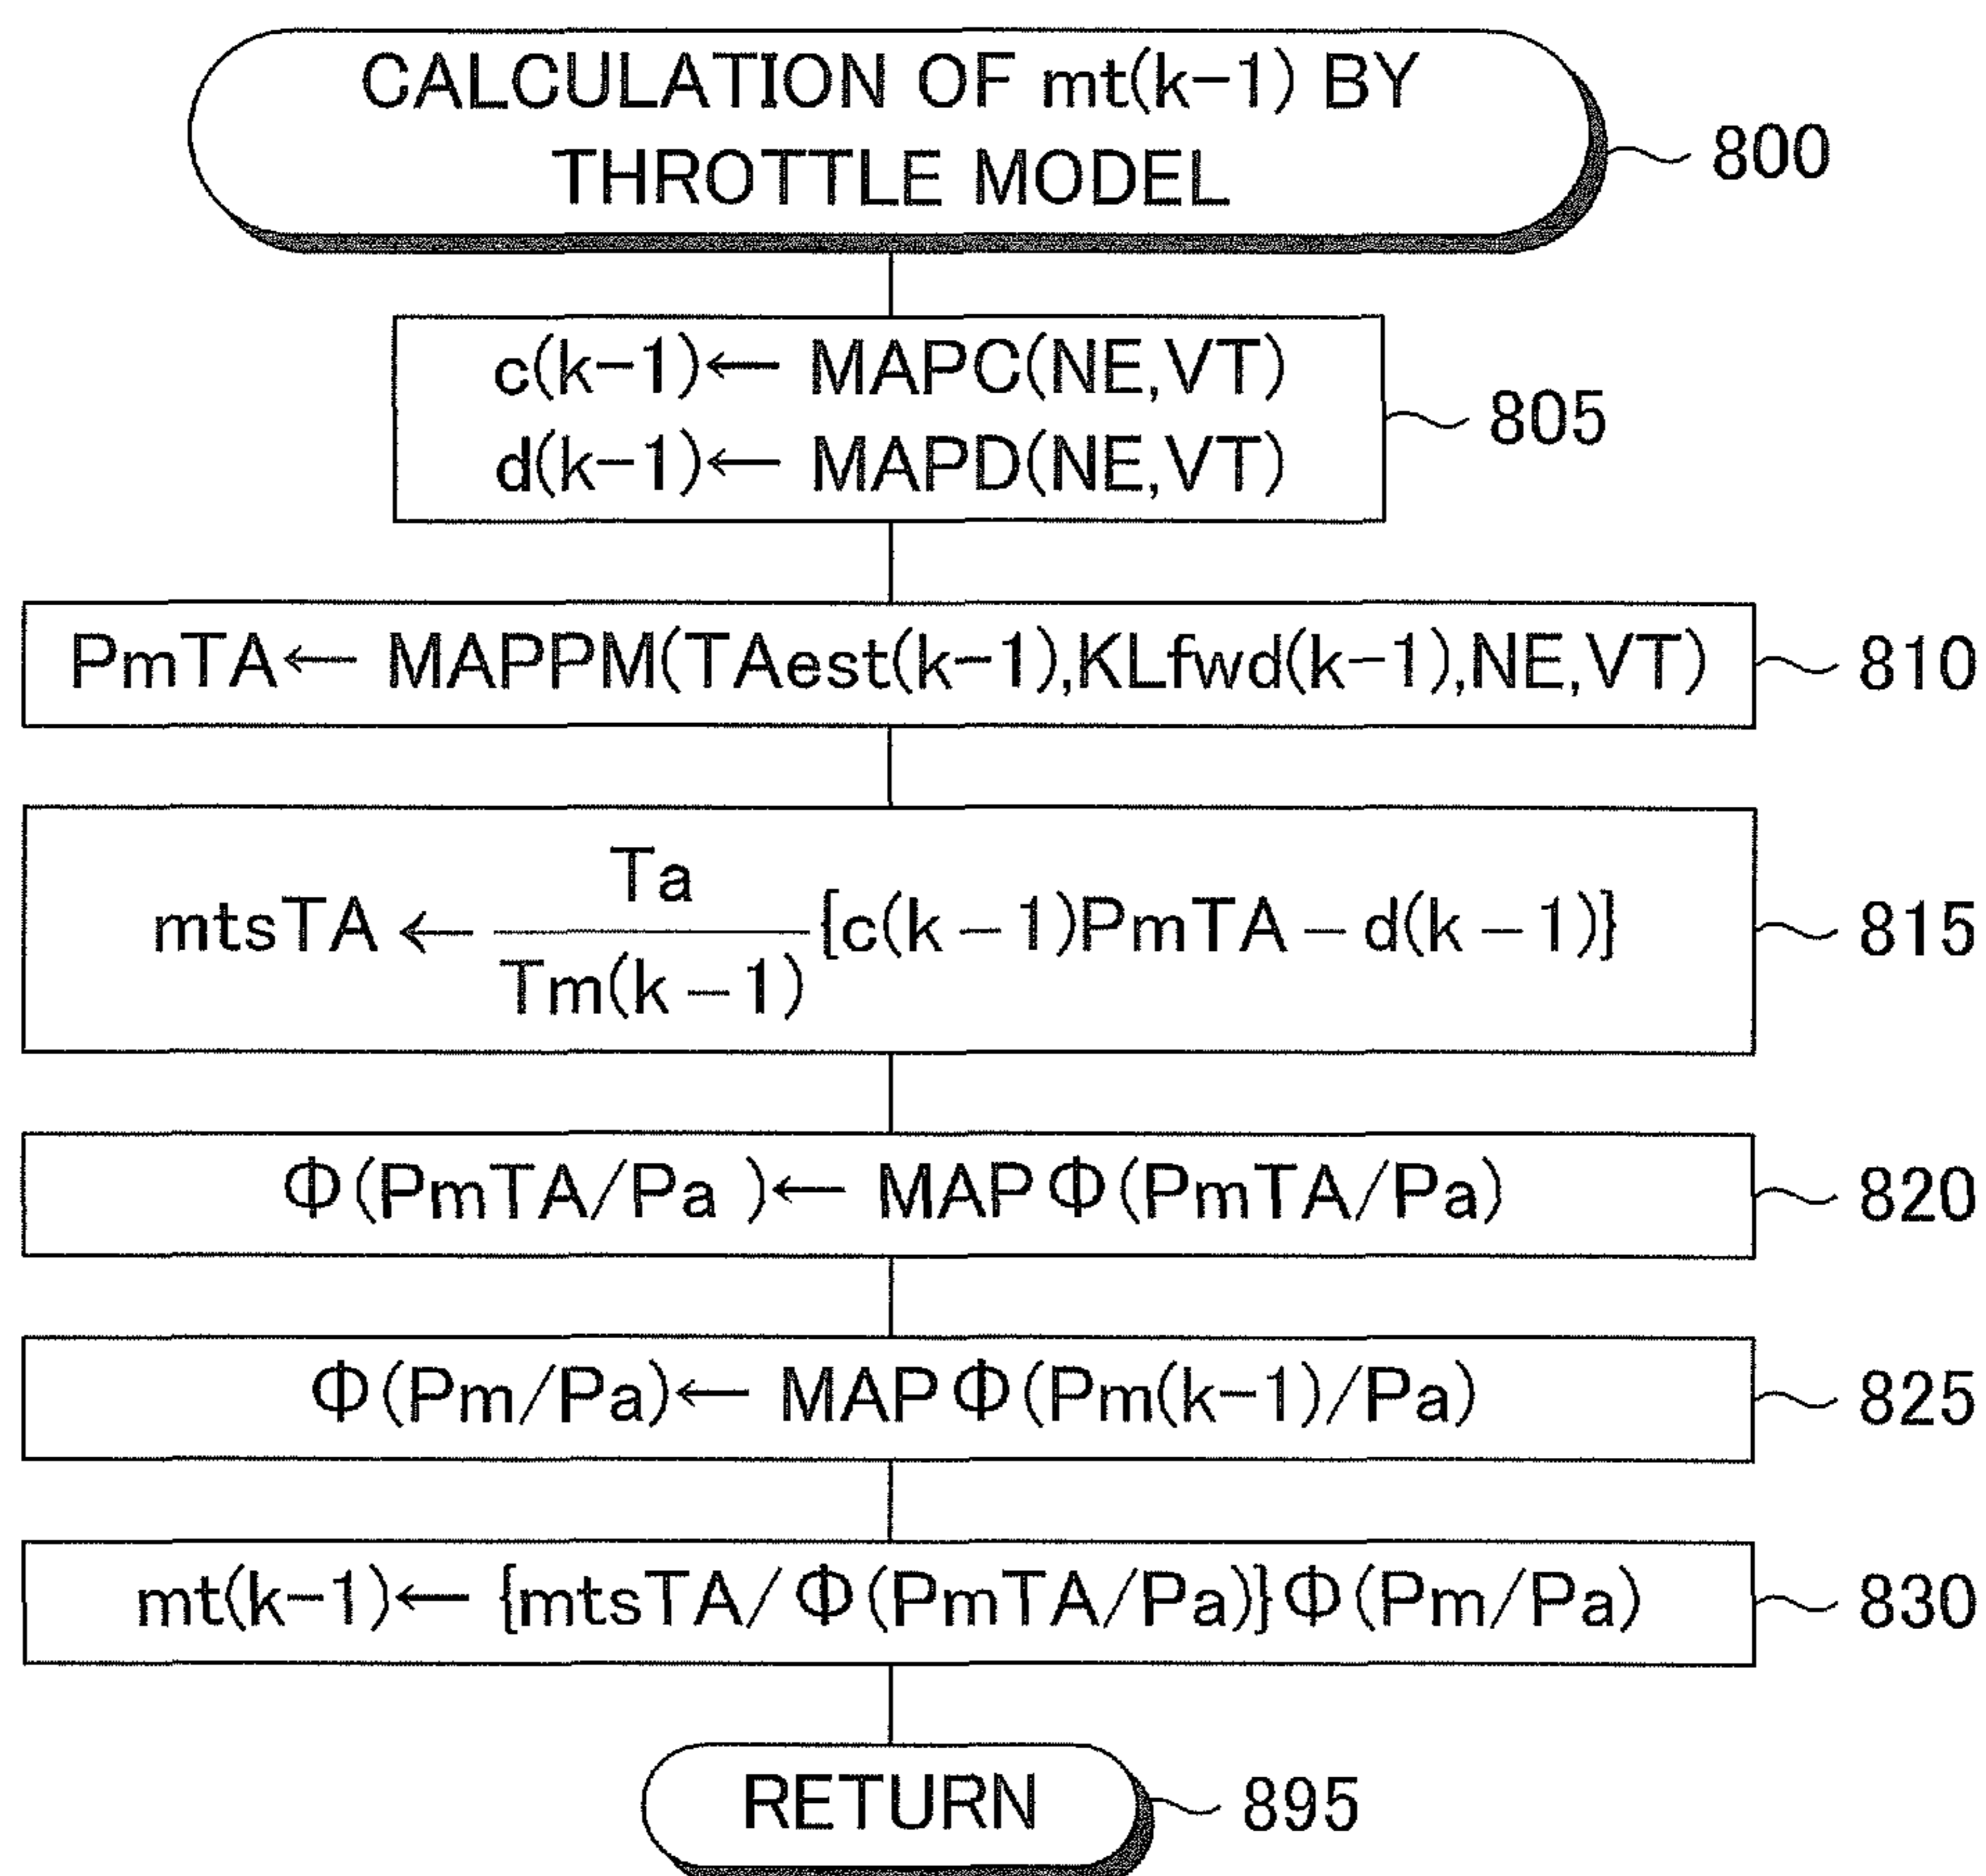 CALCULATION OF mt(k-1) BY
THROTTLE MODEL
800
c(k-1)← MAPC(NE,VT)
d(k-1)← MAPD(NE,VT)
805
PmTA← MAPPM(TAest(k-1),KLfwd(k-1),NE,VT)
810
mtsTA ← Ta / Tm(k-1) {c(k-1)PmTA-d(k-1)}
815
Φ(PmTA/Pa )← MAPΦ(PmTA/Pa)
820
Φ(Pm/Pa)← MAPΦ(Pm(k-1)/Pa)
825
mt(k-1)← {mtsTA/Φ(PmTA/Pa)}Φ(Pm/Pa)
830
RETURN
895